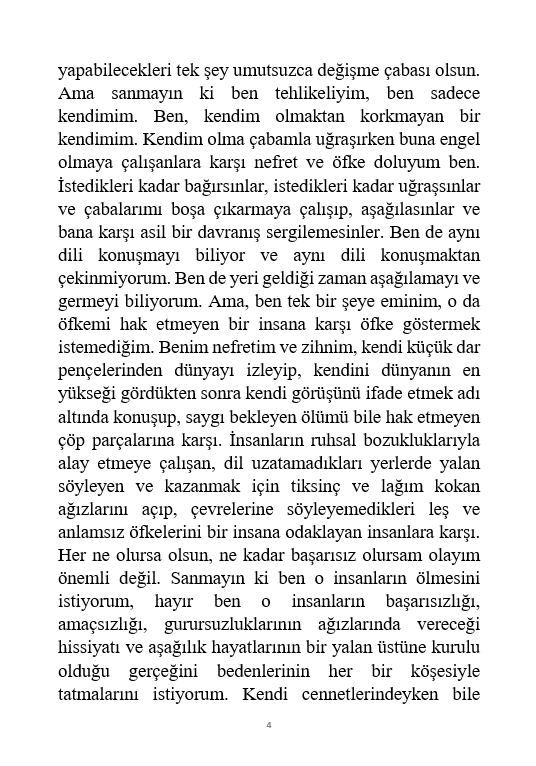 yapabilecekleri tek şey umutsuzca değişme çabası olsun.
Ama sanmayın ki ben tehlikeliyim, ben sadece
kendimim. Ben, kendim olmaktan korkmayan bir
kendimim. Kendim olma çabamla uğraşırken buna engel
olmaya çalışanlara karşı nefret ve öfke doluyum ben.
İstedikleri kadar bağırsınlar, istedikleri kadar uğraşsınlar
ve çabalarımı boşa çıkarmaya çalışıp, aşağılasınlar ve
bana karşı asil bir davranış sergilemesinler. Ben de aynı
dili konuşmayı biliyor ve aynı dili konuşmaktan
çekinmiyorum. Ben de yeri geldiği zaman aşağılamayı ve
germeyi biliyorum. Ama, ben tek bir şeye eminim, o da
öfkemi hak etmeyen bir insana karşı öfke göstermek
istemediğim. Benim nefretim ve zihnim, kendi küçük dar
pençelerinden dünyayı izleyip, kendini dünyanın en
yükseği gördükten sonra kendi görüşünü ifade etmek adı
altında konuşup, saygı bekleyen ölümü bile hak etmeyen
çöp parçalarına karşı. İnsanların ruhsal bozukluklarıyla
alay etmeye çalışan, dil uzatamadıkları yerlerde yalan
söyleyen ve kazanmak için tiksinç ve lağım kokan
ağızlarını açıp, çevrelerine söyleyemedikleri leş ve
anlamsız öfkelerini bir insana odaklayan insanlara karşı.
Her ne olursa olsun, ne kadar başarısız olursam olayım
önemli değil. Sanmayın ki ben o insanların ölmesini
istiyorum, hayır ben o insanların başarısızlığı,
amaçsızlığı, gurursuzluklarının ağızlarında vereceği
hissiyatı ve aşağılık hayatlarının bir yalan üstüne kurulu
olduğu gerçeğini bedenlerinin her bir köşesiyle
tatmalarını istiyorum. Kendi cennetlerindeyken bile
4